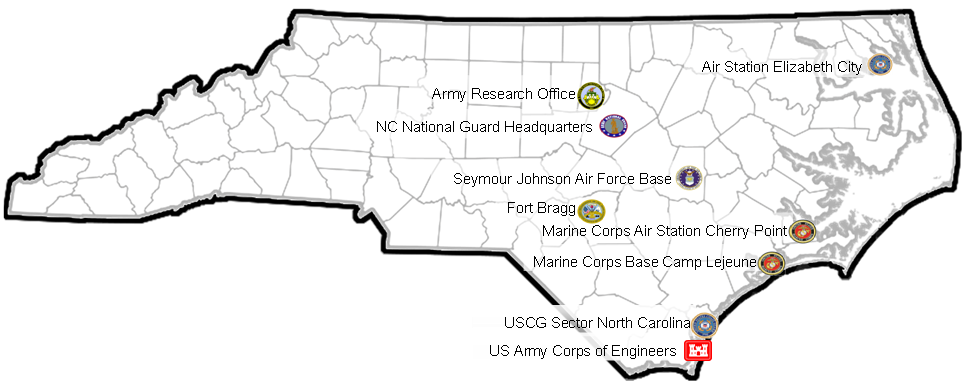 Air Station Elizabeth City
Army Research Office
NC National Guard Headquarters
Seymour Johnson Air Force Base
Fort Bragg
Marine Corps Air Station Cherry Point
Marine Corps Base Camp Lejeune
USCG Sector North Carolina
US Army Corps of Engineers